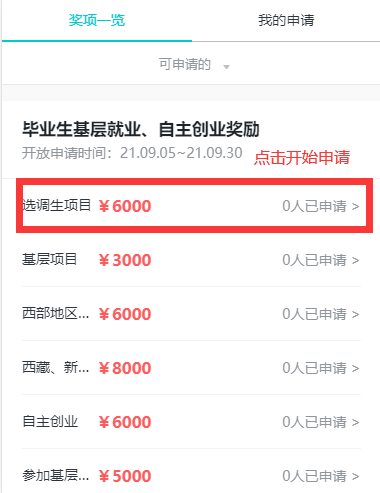 奖项一览 我的申请
可申请的
毕业生基层就业、自主创业奖励
开放申请时间：21.09.05~21.09.30 点击开始申请
选调生项目 ￥6000 0人已申请 >
基层项目 ￥3000 0人已申请 >
西部地区... ￥6000 0人已申请 >
西藏、新... ￥8000 0人已申请 >
自主创业 ￥6000 0人已申请 >
参加基层... ￥5000 0人已申请 >